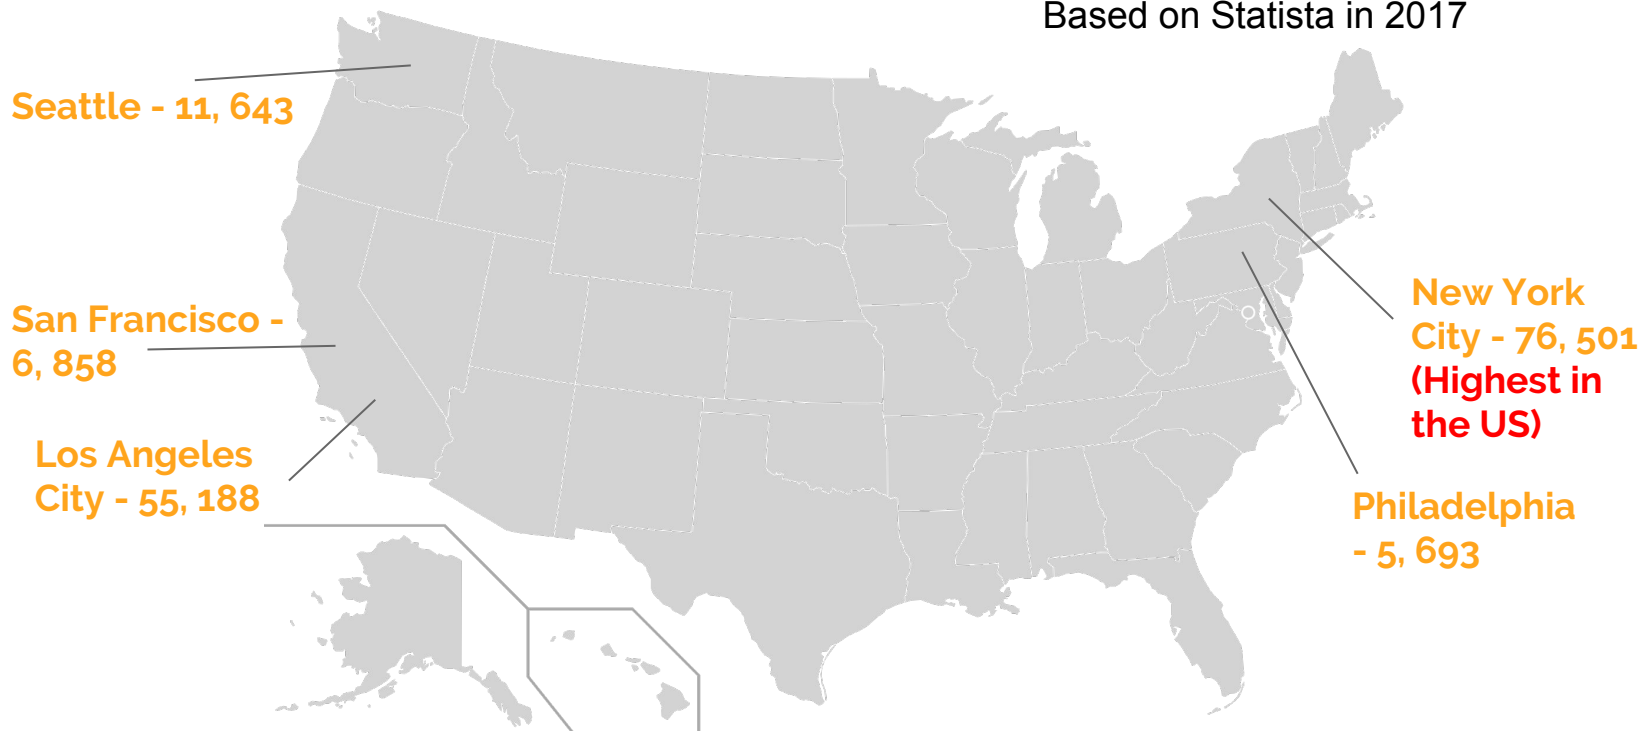 Based on Statista in 2017
Seattle - 11, 643
San Francisco -
6, 858
Los Angeles
City - 55, 188
New York
City - 76, 501
(Highest in
the US)
Philadelphia
- 5, 693